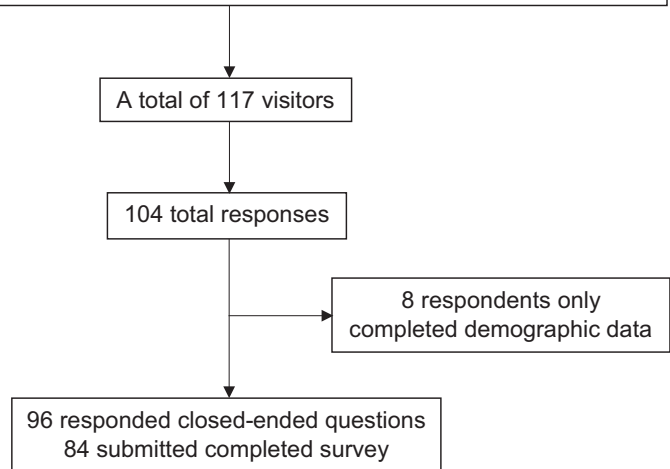 A total of 117 visitors
104 total responses
8 respondents only
completed demographic data
96 responded closed-ended questions
84 submitted completed survey